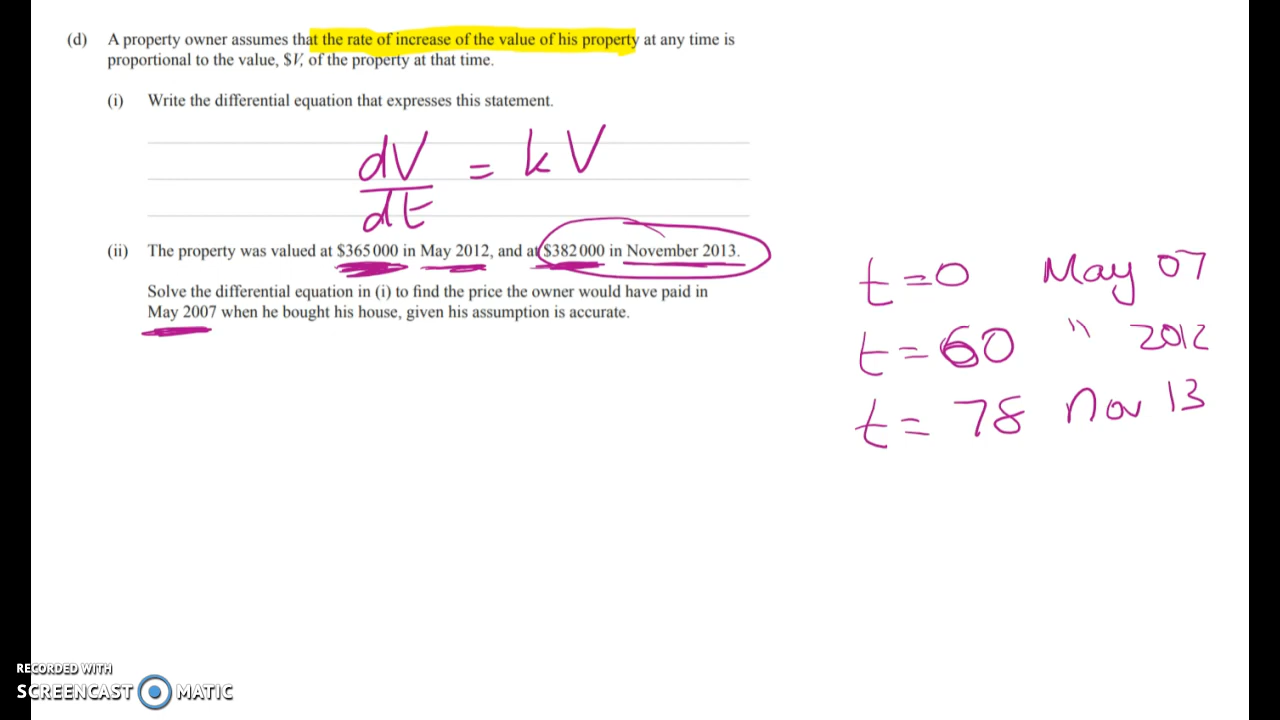 (d) A property owner assumes that the rate of increase of the value of his property at any time is
proportional to the value, $V, of the property at that time.
(i) Write the differential equation that expresses this statement.
dV/dt = kV
(ii) The property was valued at $365 000 in May 2012, and at $382 000 in November 2013.
Solve the differential equation in (i) to find the price the owner would have paid in
May 2007 when he bought his house, given his assumption is accurate.
t = 0 May 07
t = 60 " 2012
t = 78 Nov 13
RECORDED WITH
SCREENCAST MATIC